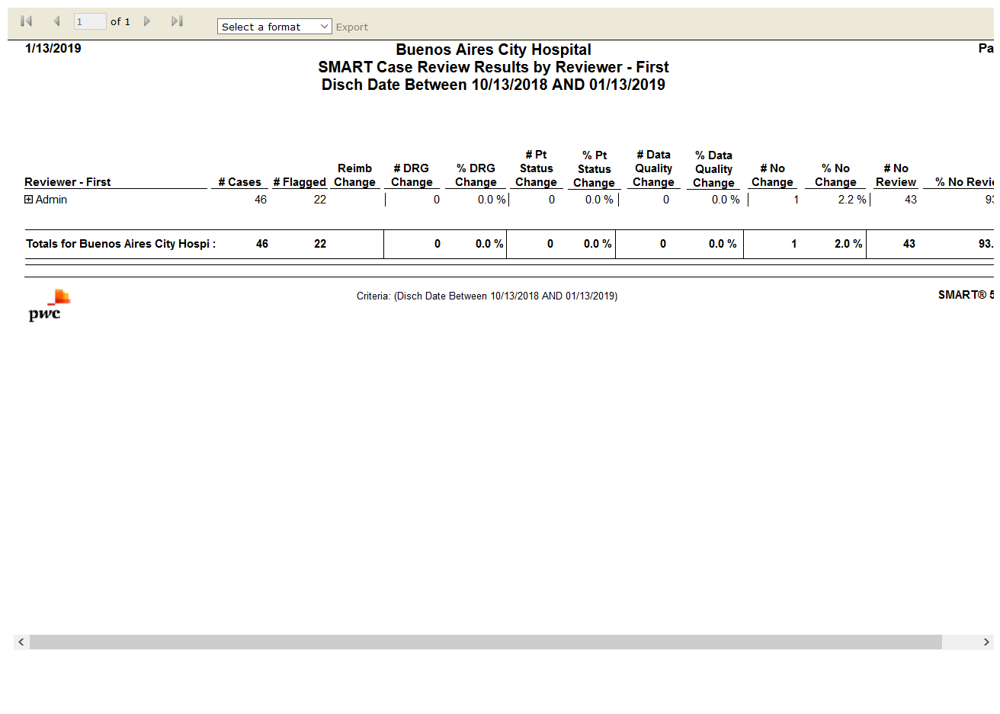 1 of 1
Select a format Export
1/13/2019 Buenos Aires City Hospital Pa
SMART Case Review Results by Reviewer - First
Disch Date Between 10/13/2018 AND 01/13/2019
Reviewer - First # Cases # Flagged Reimb Change # DRG Change % DRG Change # Pt Status Change % Pt Status Change # Data Quality Change % Data Quality Change # No Change % No Change # No Review % No Revie
Admin 46 22 0 0.0 % 0 0.0 % 0 0.0 % 1 2.2 % 43 93
Totals for Buenos Aires City Hospi : 46 22 0 0.0 % 0 0.0 % 0 0.0 % 1 2.0 % 43 93.
pwc Criteria: (Disch Date Between 10/13/2018 AND 01/13/2019) SMART® 5